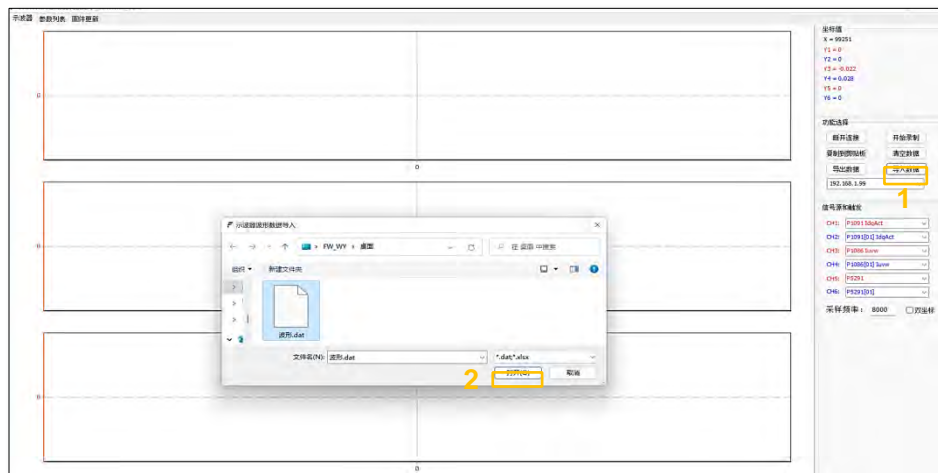 示波器 参数列表 固件更新
坐标值
X = 99251
Y1 = 0
Y2 = 0
Y3 = -0.022
Y4 = 0.028
Y5 = 0
Y6 = 0
功能选择
断开连接 开始录制
复制到剪贴板 清空数据
导出数据 导入数据
192.168.1.99
1
信号源和触发
CH1: P1091 IdqAct
CH2: P1091[01] IdqAct
CH3: P1086 Iuvw
CH4: P1086[01] Iuvw
CH5: P5291
CH6: P5291[01]
采样频率: 8000 双坐标
0
0
0
0
0
示波器波形数据导入
FW_WY › 桌面
在 桌面 中搜索
组织 新建文件夹
波形.dat
文件名(N): 波形.dat *.dat;*.xlsx
2 打开(O) 取消